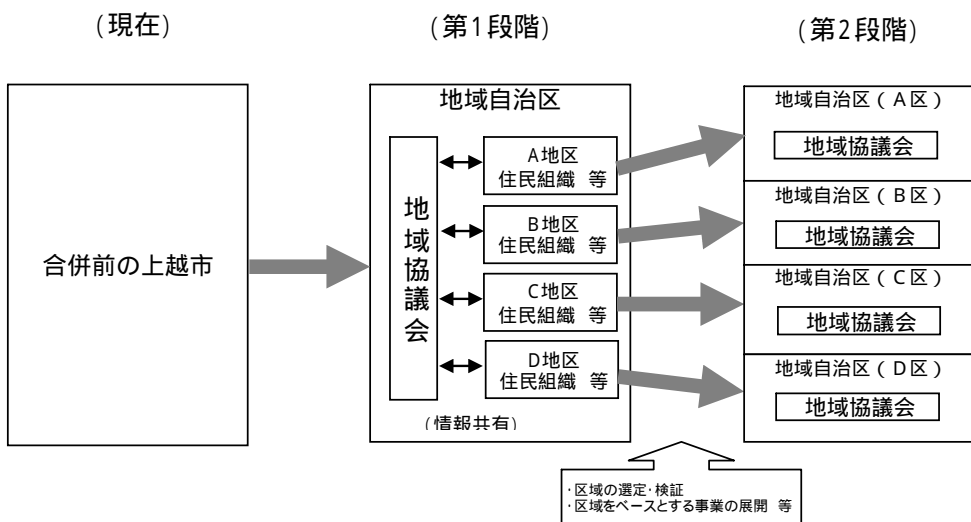 (現在)
(第1段階)
(第2段階)
合併前の上越市
地域自治区
地域協議会
A地区
住民組織 等
B地区
住民組織 等
C地区
住民組織 等
D地区
住民組織 等
(情報共有)
地域自治区(A区)
地域協議会
地域自治区(B区)
地域協議会
地域自治区(C区)
地域協議会
地域自治区(D区)
地域協議会
・区域の選定・検証
・区域をベースとする事業の展開 等